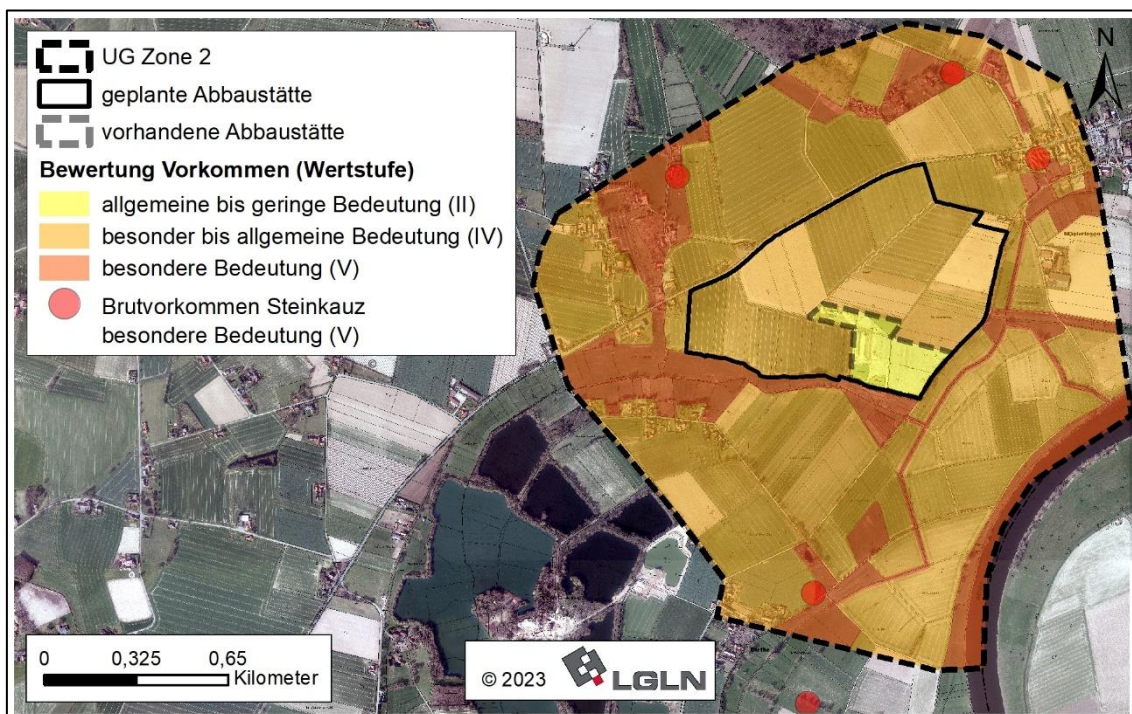 UG Zone 2
geplante Abbaustätte
vorhandene Abbaustätte
Bewertung Vorkommen (Wertstufe)
allgemeine bis geringe Bedeutung (II)
besonder bis allgemeine Bedeutung (IV)
besondere Bedeutung (V)
Brutvorkommen Steinkauz
besondere Bedeutung (V)
N
0 0,325 0,65
Kilometer
© 2023 LGLN